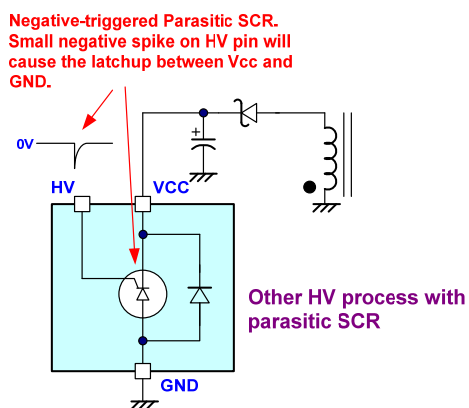 Negative-triggered Parasitic SCR.
Small negative spike on HV pin will
cause the latchup between Vcc and
GND.
0V
+
HV
VCC
Other HV process with
parasitic SCR
GND